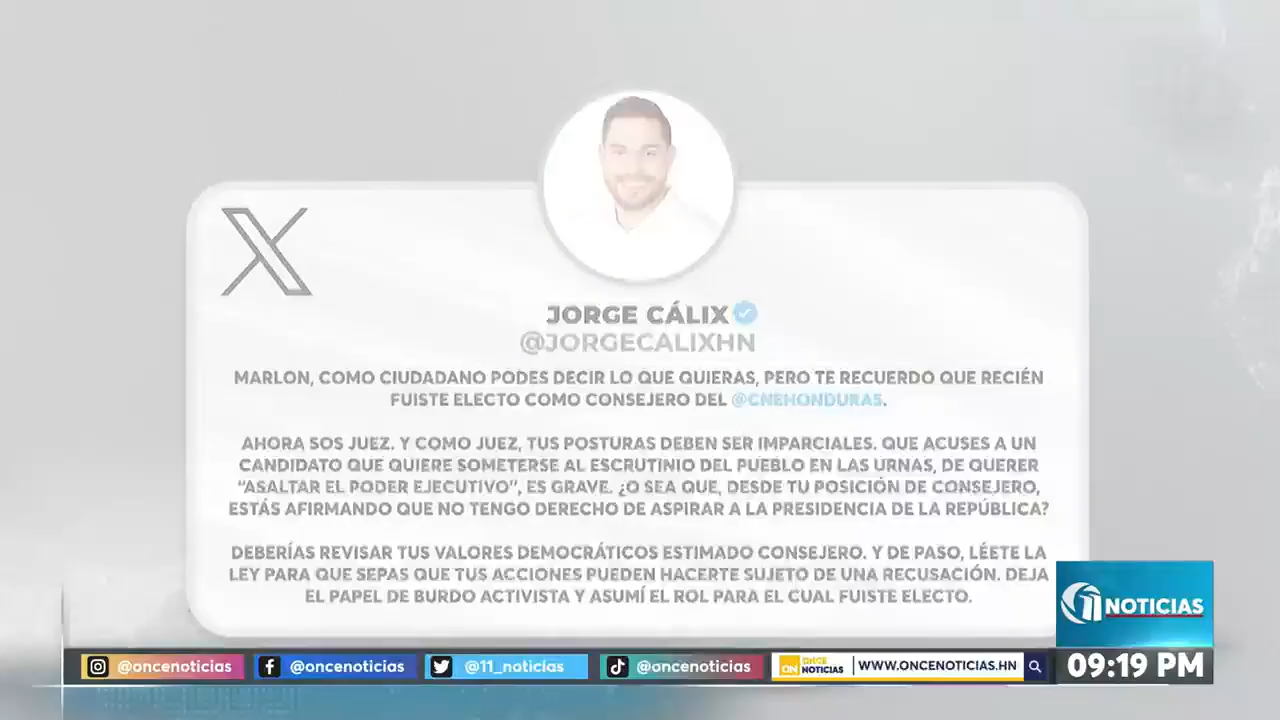 JORGE CÁLIX
@JORGECALIXHN
MARLON, COMO CIUDADANO PODES DECIR LO QUE QUIERAS, PERO TE RECUERDO QUE RECIÉN
FUISTE ELECTO COMO CONSEJERO DEL @CNEHONDURAS.
AHORA SOS JUEZ. Y COMO JUEZ, TUS POSTURAS DEBEN SER IMPARCIALES. QUE ACUSES A UN
CANDIDATO QUE QUIERE SOMETERSE AL ESCRUTINIO DEL PUEBLO EN LAS URNAS, DE QUERER
“ASALTAR EL PODER EJECUTIVO”, ES GRAVE. ¿O SEA QUE, DESDE TU POSICIÓN DE CONSEJERO,
ESTÁS AFIRMANDO QUE NO TENGO DERECHO DE ASPIRAR A LA PRESIDENCIA DE LA REPÚBLICA?
DEBERÍAS REVISAR TUS VALORES DEMOCRÁTICOS ESTIMADO CONSEJERO. Y DE PASO, LÉETE LA
LEY PARA QUE SEPAS QUE TUS ACCIONES PUEDEN HACERTE SUJETO DE UNA RECUSACIÓN. DEJA
EL PAPEL DE BURDO ACTIVISTA Y ASUMÍ EL ROL PARA EL CUAL FUISTE ELECTO.
11 NOTICIAS
@oncenoticias
@oncenoticias
@11_noticias
@oncenoticias
ON ONCE NOTICIAS
WWW.ONCENOTICIAS.HN
09:19 PM